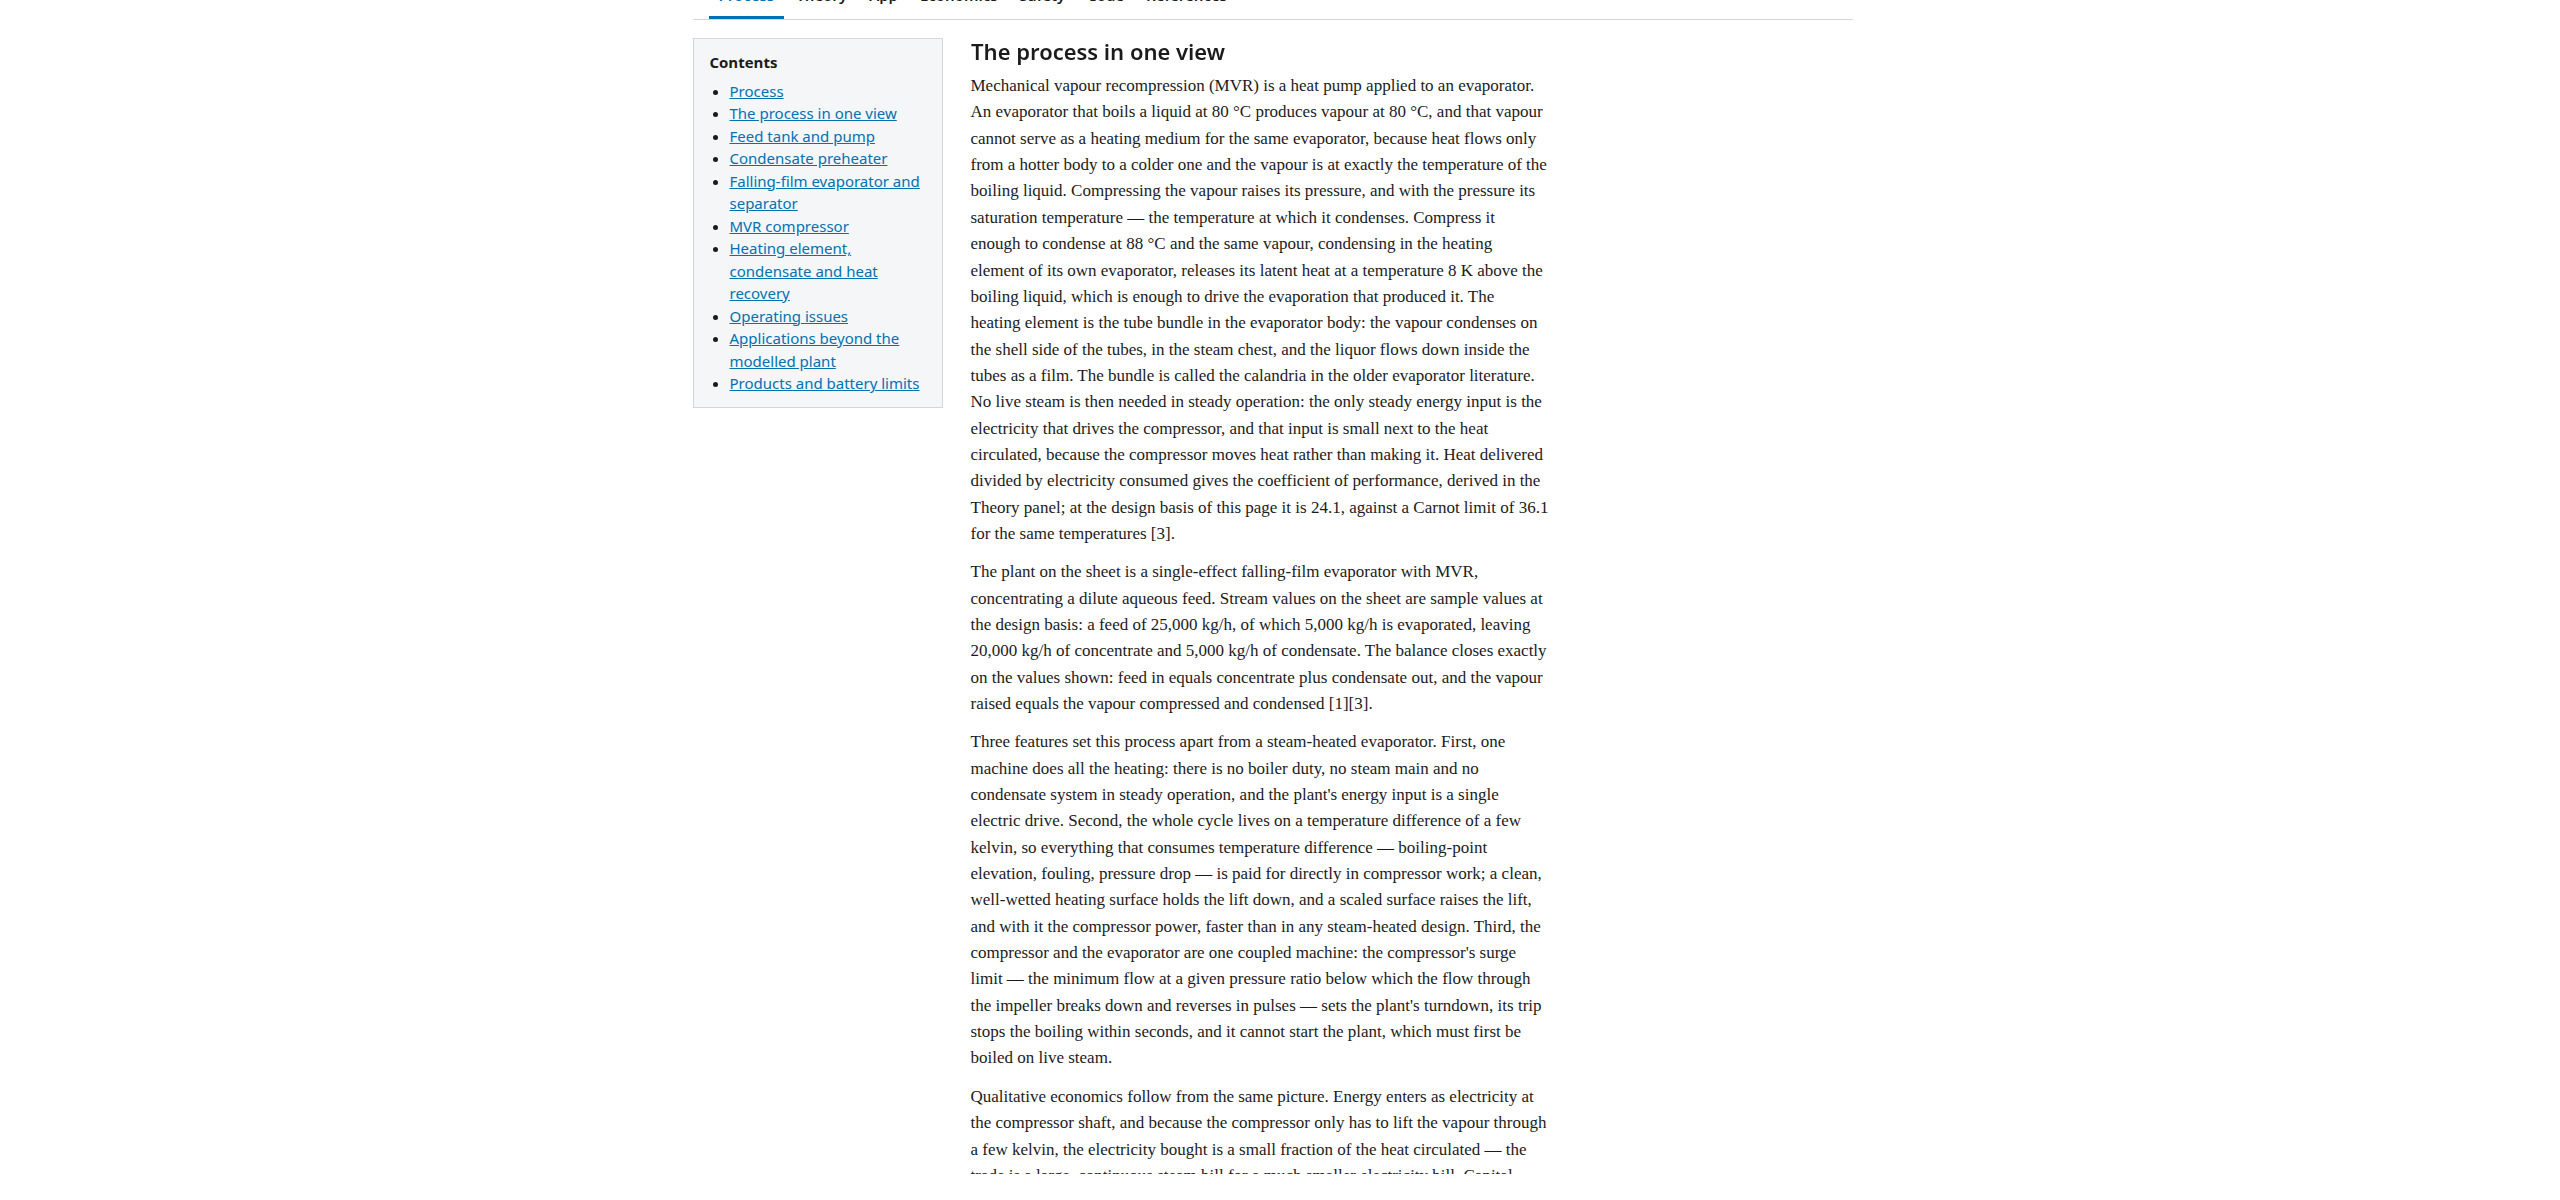 Process Theory App Economics Safety Code References
Contents
Process
The process in one view
Feed tank and pump
Condensate preheater
Falling-film evaporator and
separator
MVR compressor
Heating element,
condensate and heat
recovery
Operating issues
Applications beyond the
modelled plant
Products and battery limits
The process in one view
Mechanical vapour recompression (MVR) is a heat pump applied to an evaporator.
An evaporator that boils a liquid at 80 °C produces vapour at 80 °C, and that vapour
cannot serve as a heating medium for the same evaporator, because heat flows only
from a hotter body to a colder one and the vapour is at exactly the temperature of the
boiling liquid. Compressing the vapour raises its pressure, and with the pressure its
saturation temperature — the temperature at which it condenses. Compress it
enough to condense at 88 °C and the same vapour, condensing in the heating
element of its own evaporator, releases its latent heat at a temperature 8 K above the
boiling liquid, which is enough to drive the evaporation that produced it. The
heating element is the tube bundle in the evaporator body: the vapour condenses on
the shell side of the tubes, in the steam chest, and the liquor flows down inside the
tubes as a film. The bundle is called the calandria in the older evaporator literature.
No live steam is then needed in steady operation: the only steady energy input is the
electricity that drives the compressor, and that input is small next to the heat
circulated, because the compressor moves heat rather than making it. Heat delivered
divided by electricity consumed gives the coefficient of performance, derived in the
Theory panel; at the design basis of this page it is 24.1, against a Carnot limit of 36.1
for the same temperatures [3].
The plant on the sheet is a single-effect falling-film evaporator with MVR,
concentrating a dilute aqueous feed. Stream values on the sheet are sample values at
the design basis: a feed of 25,000 kg/h, of which 5,000 kg/h is evaporated, leaving
20,000 kg/h of concentrate and 5,000 kg/h of condensate. The balance closes exactly
on the values shown: feed in equals concentrate plus condensate out, and the vapour
raised equals the vapour compressed and condensed [1][3].
Three features set this process apart from a steam-heated evaporator. First, one
machine does all the heating: there is no boiler duty, no steam main and no
condensate system in steady operation, and the plant's energy input is a single
electric drive. Second, the whole cycle lives on a temperature difference of a few
kelvin, so everything that consumes temperature difference — boiling-point
elevation, fouling, pressure drop — is paid for directly in compressor work; a clean,
well-wetted heating surface holds the lift down, and a scaled surface raises the lift,
and with it the compressor power, faster than in any steam-heated design. Third, the
compressor and the evaporator are one coupled machine: the compressor's surge
limit — the minimum flow at a given pressure ratio below which the flow through
the impeller breaks down and reverses in pulses — sets the plant's turndown, its trip
stops the boiling within seconds, and it cannot start the plant, which must first be
boiled on live steam.
Qualitative economics follow from the same picture. Energy enters as electricity at
the compressor shaft, and because the compressor only has to lift the vapour through
a few kelvin, the electricity bought is a small fraction of the heat circulated — the
trade is a large, continuous steam bill for a much smaller electricity bill. Capital